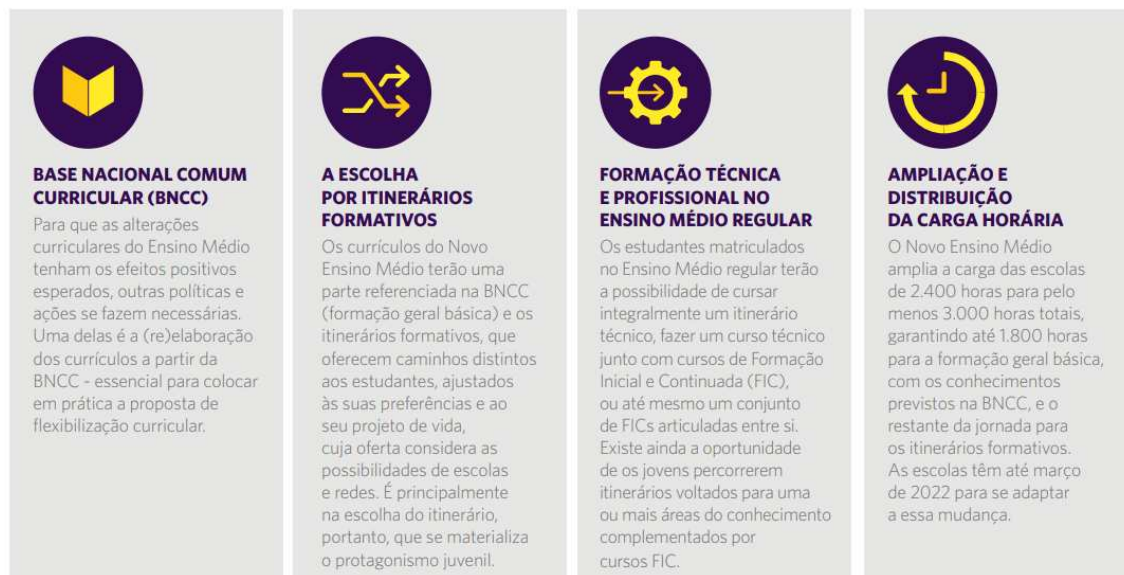 BASE NACIONAL COMUM
CURRICULAR (BNCC)
Para que as alterações
curriculares do Ensino Médio
tenham os efeitos positivos
esperados, outras políticas e
ações se fazem necessárias.
Uma delas é a (re)elaboração
dos currículos a partir da
BNCC - essencial para colocar
em prática a proposta de
flexibilização curricular.
A ESCOLHA
POR ITINERÁRIOS
FORMATIVOS
Os currículos do Novo
Ensino Médio terão uma
parte referenciada na BNCC
(formação geral básica) e os
itinerários formativos, que
oferecem caminhos distintos
aos estudantes, ajustados
às suas preferências e ao
seu projeto de vida,
cuja oferta considera as
possibilidades de escolas
e redes. É principalmente
na escolha do itinerário,
portanto, que se materializa
o protagonismo juvenil.
FORMAÇÃO TÉCNICA
E PROFISSIONAL NO
ENSINO MÉDIO REGULAR
Os estudantes matriculados
no Ensino Médio regular terão
a possibilidade de cursar
integralmente um itinerário
técnico, fazer um curso técnico
junto com cursos de Formação
Inicial e Continuada (FIC),
ou até mesmo um conjunto
de FICs articuladas entre si.
Existe ainda a oportunidade
de os jovens percorrerem
itinerários voltados para uma
ou mais áreas do conhecimento
complementados por
cursos FIC.
AMPLIAÇÃO E
DISTRIBUIÇÃO
DA CARGA HORÁRIA
O Novo Ensino Médio
amplia a carga das escolas
de 2.400 horas para pelo
menos 3.000 horas totais,
garantindo até 1.800 horas
para a formação geral básica,
com os conhecimentos
previstos na BNCC, e o
restante da jornada para
os itinerários formativos.
As escolas têm até março
de 2022 para se adaptar
a essa mudança.